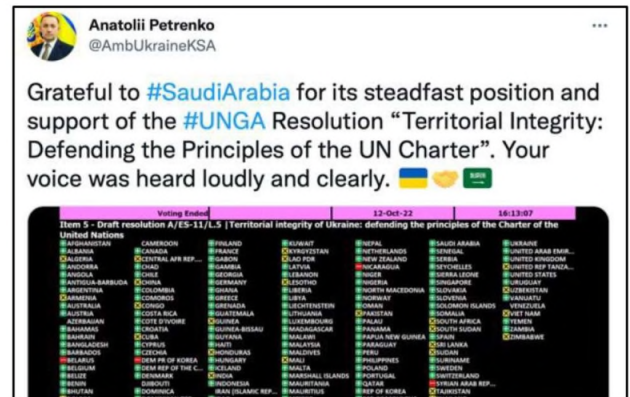 Anatolii Petrenko
@AmbUkraineKSA
Grateful to #SaudiArabia for its steadfast position and
support of the #UNGA Resolution “Territorial Integrity:
Defending the Principles of the UN Charter”. Your
voice was heard loudly and clearly. 🇺🇦🤝🇸🇦
Voting Ended 12-Oct-22 16:13:07
Item 5 - Draft resolution A/ES-11/L.5 |Territorial integrity of Ukraine: defending the principles of the Charter of the
United Nations
AFGHANISTAN CAMEROON FINLAND KUWAIT NEPAL SAUDI ARABIA UKRAINE
ALBANIA CANADA FRANCE KYRGYZSTAN NETHERLANDS SENEGAL UNITED ARAB EMIR...
ALGERIA CENTRAL AFR REP.... GABON LAO PDR NEW ZEALAND SERBIA UNITED KINGDOM
ANDORRA CHAD GAMBIA LATVIA NICARAGUA SEYCHELLES UNITED REP TANZA...
ANGOLA CHILE GEORGIA LEBANON NIGER SIERRA LEONE UNITED STATES
ANTIGUA-BARBUDA CHINA GERMANY LESOTHO NIGERIA SINGAPORE URUGUAY
ARGENTINA COLOMBIA GHANA LIBERIA NORTH MACEDONIA SLOVAKIA UZBEKISTAN
ARMENIA COMOROS GREECE LIBYA NORWAY SLOVENIA VANUATU
AUSTRALIA CONGO GRENADA LIECHTENSTEIN OMAN SOLOMON ISLANDS VENEZUELA
AUSTRIA COSTA RICA GUATEMALA LITHUANIA PAKISTAN SOMALIA VIET NAM
AZERBAIJAN COTE D'IVOIRE GUINEA LUXEMBOURG PALAU SOUTH AFRICA YEMEN
BAHAMAS CROATIA GUINEA-BISSAU MADAGASCAR PANAMA SOUTH SUDAN ZAMBIA
BAHRAIN CUBA GUYANA MALAWI PAPUA NEW GUINEA SPAIN ZIMBABWE
BANGLADESH CYPRUS HAITI MALAYSIA PARAGUAY SRI LANKA
BARBADOS CZECHIA HONDURAS MALDIVES PERU SUDAN
BELARUS DEM PR OF KOREA HUNGARY MALI PHILIPPINES SURINAME
BELGIUM DEM REP OF THE C... ICELAND MALTA POLAND SWEDEN
BELIZE DENMARK INDIA MARSHALL ISLANDS PORTUGAL SWITZERLAND
BENIN DJIBOUTI INDONESIA MAURITANIA QATAR SYRIAN ARAB REP...
BHUTAN DOMINICA IRAN (ISLAMIC REP... MAURITIUS REP OF KOREA TAJIKISTAN